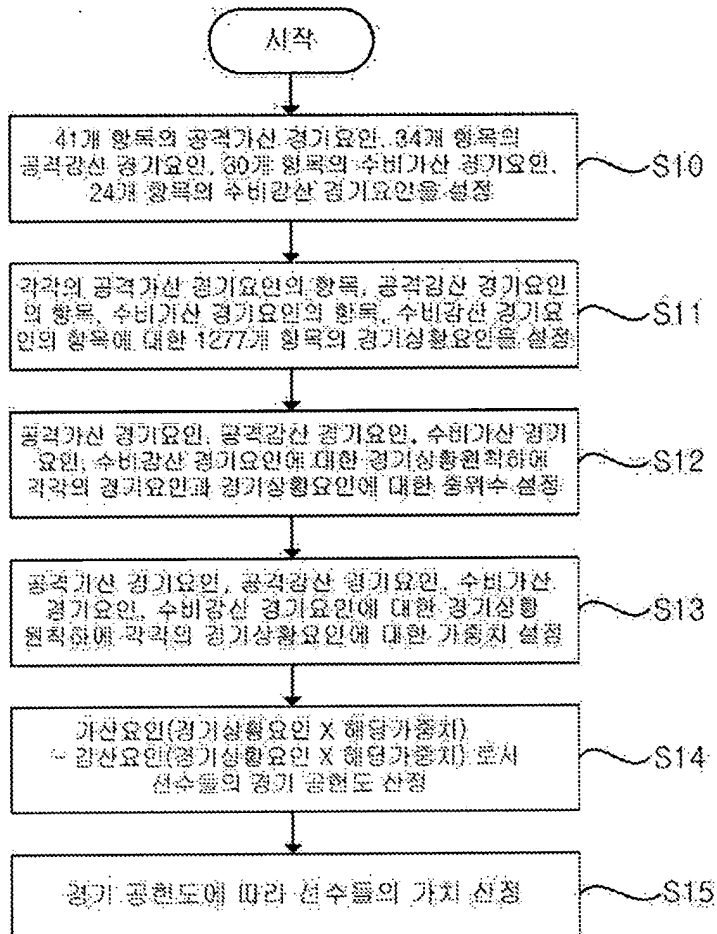 시작
41개 항목의 공격가산 경기요인, 34개 항목의
공격감산 경기요인, 30개 항목의 수비가산 경기요인,
24개 항목의 수비감산 경기요인을 설정
S10
각각의 공격가산 경기요인의 항목, 공격감산 경기요인
의 항목, 수비가산 경기요인의 항목, 수비감산 경기요
인의 항목에 대한 1277개 항목의 경기상황요인을 설정
S11
공격가산 경기요인, 공격감산 경기요인, 수비가산 경기
요인, 수비감산 경기요인에 대한 경기상황원칙하에
각각의 경기요인과 경기상황요인에 대한 중위수 설정
S12
공격가산 경기요인, 공격감산 경기요인, 수비가산
경기요인, 수비감산 경기요인에 대한 경기상황
원칙하에 각각의 경기상황요인에 대한 가중치 설정
S13
가산요인(경기상황요인 X 해당가중치)
- 감산요인(경기상황요인 X 해당가중치) 로서
선수들의 경기 공헌도 산정
S14
경기 공헌도에 따라 선수들의 가치 산정
S15